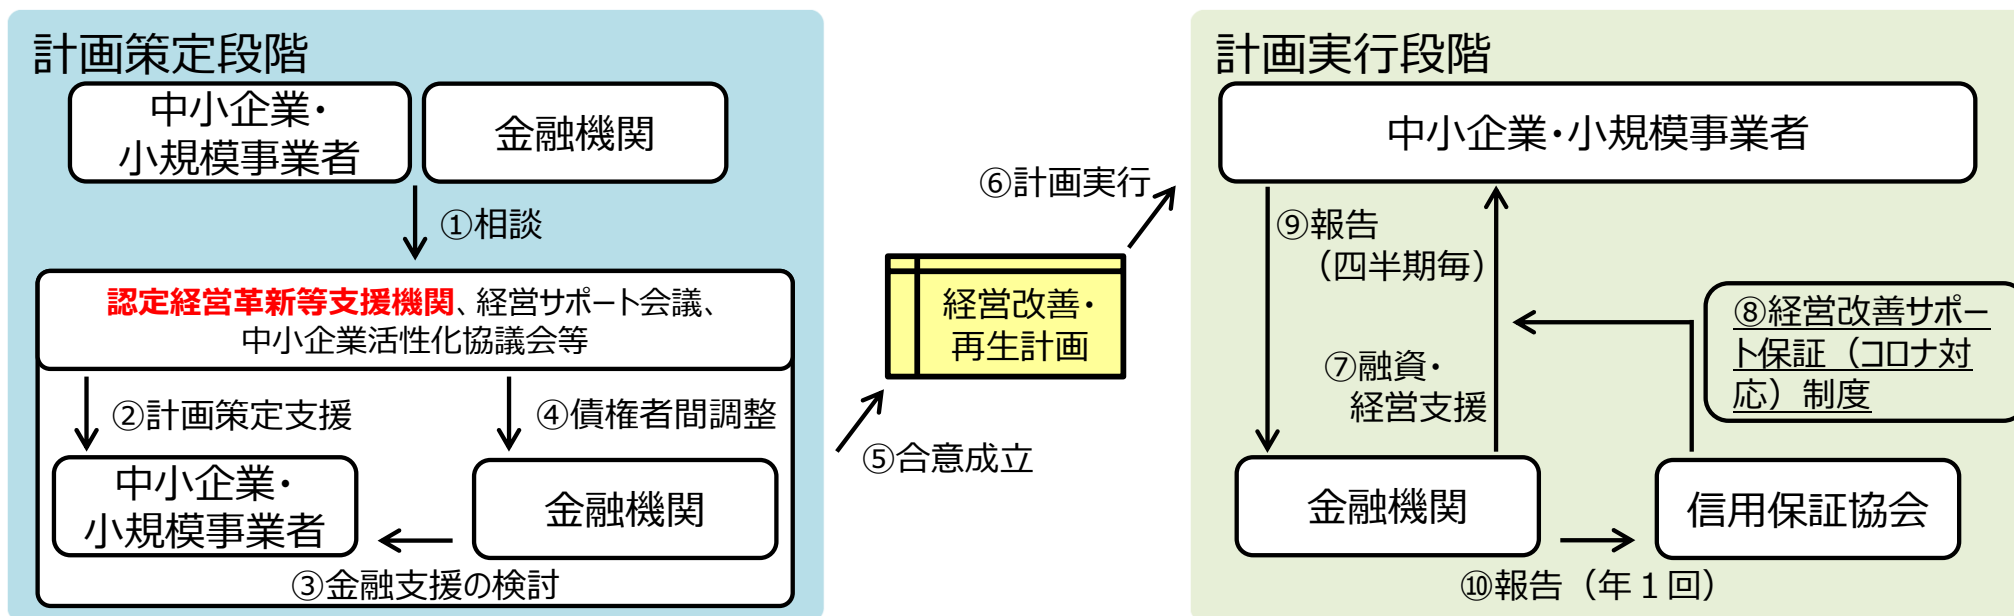 計画策定段階
中小企業・
小規模事業者
金融機関
①相談
認定経営革新等支援機関、経営サポート会議、
中小企業活性化協議会等
②計画策定支援
④債権者間調整
中小企業・
小規模事業者
金融機関
③金融支援の検討
⑤合意成立
経営改善・
再生計画
⑥計画実行
計画実行段階
中小企業・小規模事業者
⑨報告
（四半期毎）
⑦融資・
経営支援
⑧経営改善サポー
ト保証（コロナ対
応）制度
金融機関
信用保証協会
⑩報告（年１回）